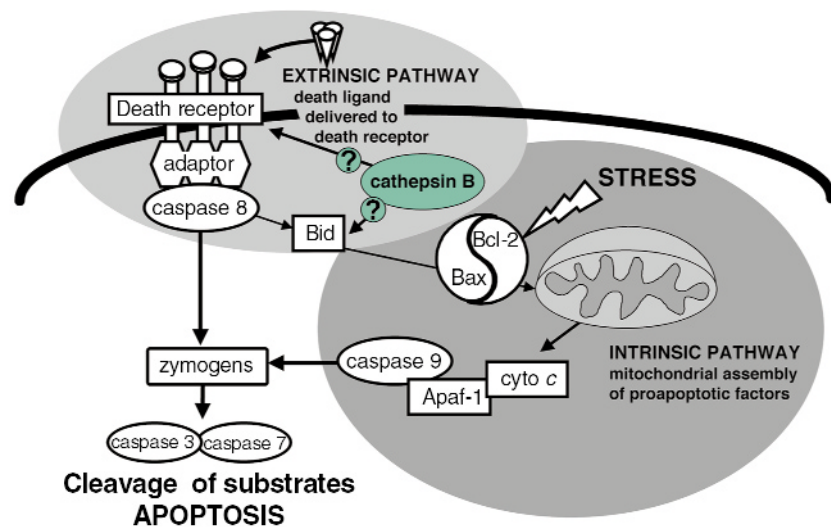 EXTRINSIC PATHWAY
death ligand
delivered to
death receptor
Death receptor
adaptor
?
cathepsin B
?
caspase 8
Bid
STRESS
Bcl-2
Bax
INTRINSIC PATHWAY
mitochondrial assembly
of proapoptotic factors
zymogens
caspase 9
Apaf-1
cyto c
caspase 3
caspase 7
Cleavage of substrates
APOPTOSIS